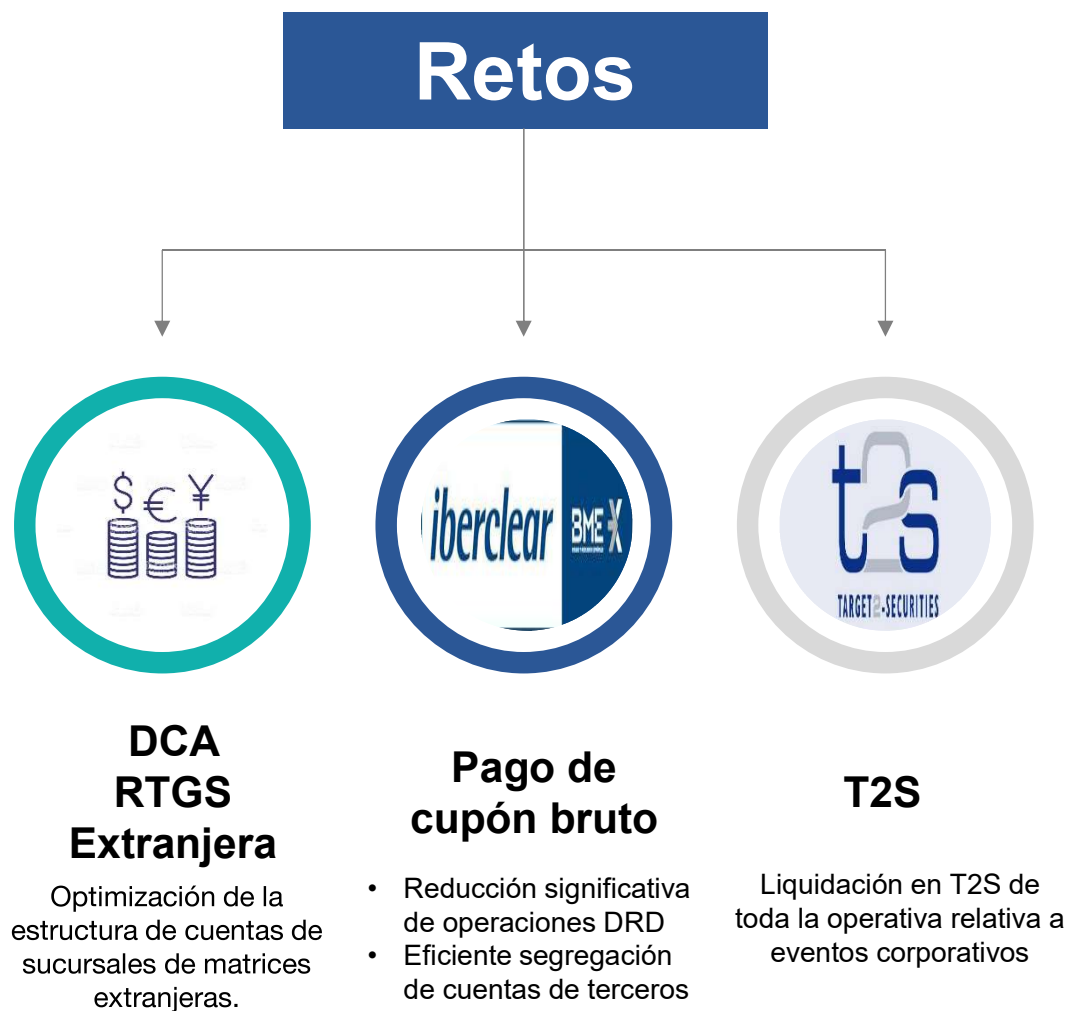 Retos
$ € ¥
iberclear
BME X
t2s
TARGET2-SECURITIES
DCA
RTGS
Extranjera
Optimización de la
estructura de cuentas de
sucursales de matrices
extranjeras.
Pago de
cupón bruto
• Reducción significativa
de operaciones DRD
• Eficiente segregación
de cuentas de terceros
T2S
Liquidación en T2S de
toda la operativa relativa a
eventos corporativos